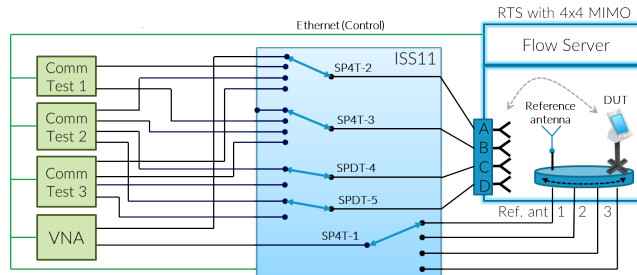 RTS with 4x4 MIMO
Ethernet (Control)
Flow Server
ISS11
Comm
Test 1
SP4T-2
Reference
antenna
DUT
Comm
Test 2
SP4T-3
A
B
C
D
Comm
Test 3
SPDT-4
SPDT-5
Ref. ant 1 2 3
VNA
SP4T-1